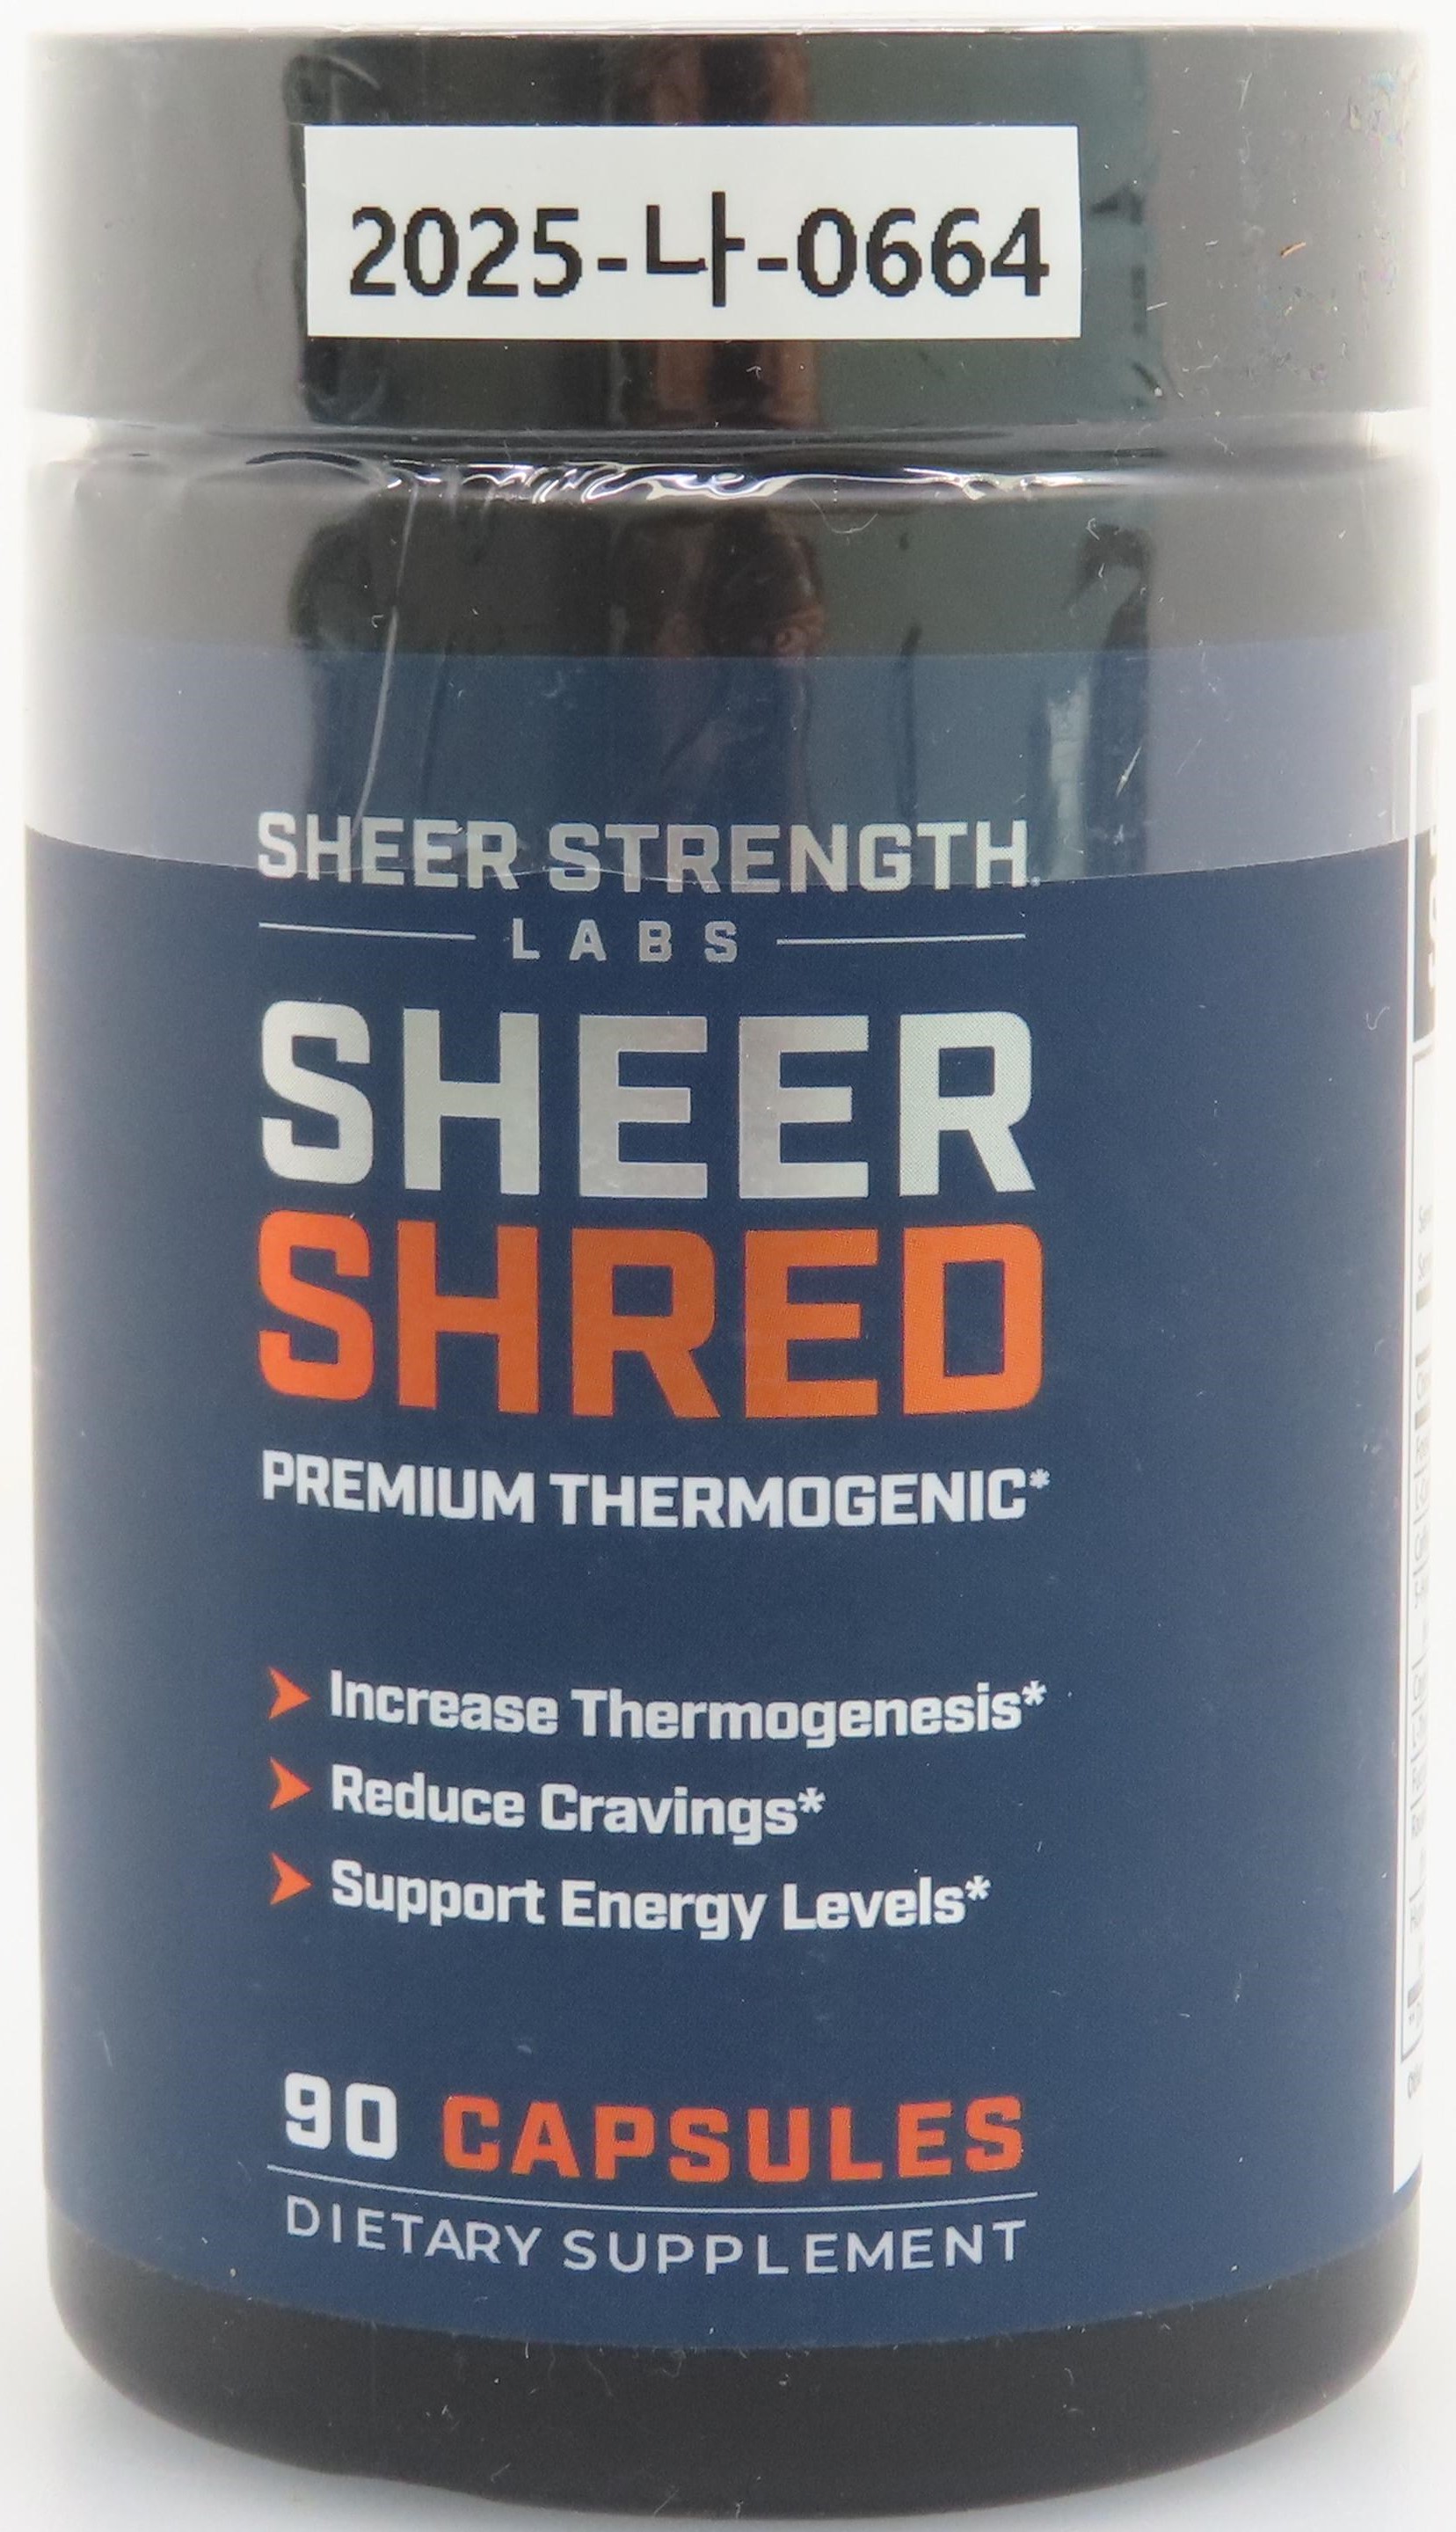 2025-나-0664
SHEER STRENGTH
LABS
SHEER
SHRED
PREMIUM THERMOGENIC*
➤ Increase Thermogenesis*
➤ Reduce Cravings*
➤ Support Energy Levels*
90 CAPSULES
DIETARY SUPPLEMENT